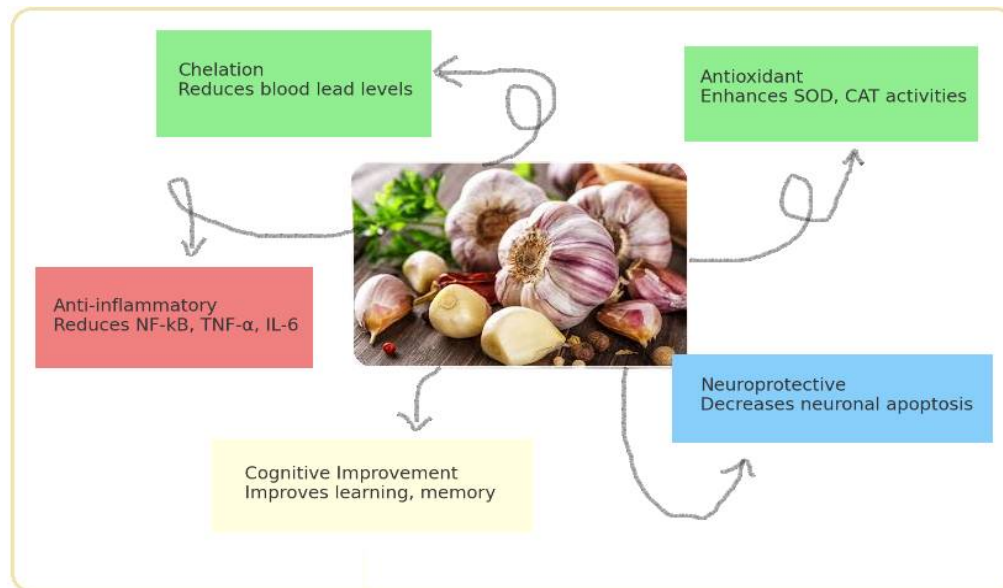 Chelation
Reduces blood lead levels
Antioxidant
Enhances SOD, CAT activities
Anti-inflammatory
Reduces NF-kB, TNF-α, IL-6
Neuroprotective
Decreases neuronal apoptosis
Cognitive Improvement
Improves learning, memory